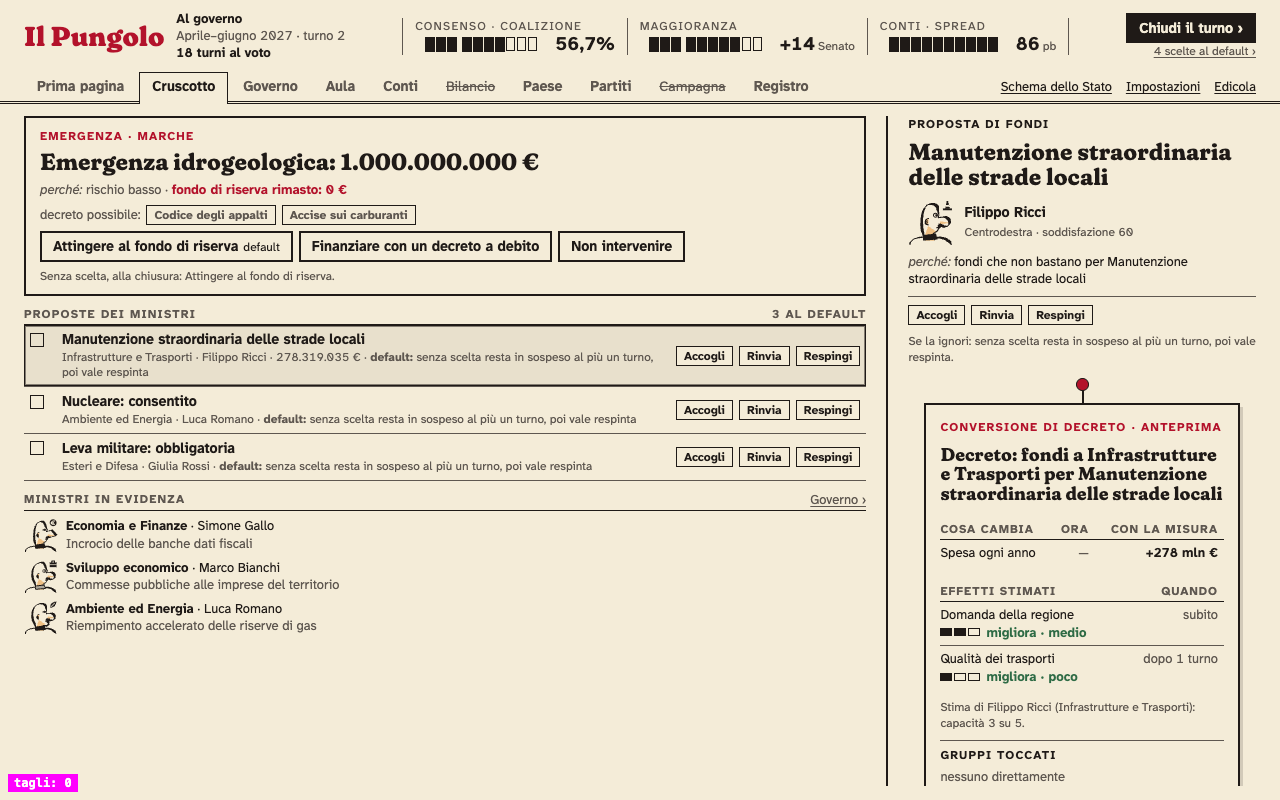 Il Pungolo
Al governo
Aprile–giugno 2027 · turno 2
18 turni al voto
CONSENSO · COALIZIONE
56,7%
MAGGIORANZA
+14 Senato
CONTI · SPREAD
86 pb
Chiudi il turno ›
4 scelte al default ›
Prima pagina
Cruscotto
Governo
Aula
Conti
Bilancio
Paese
Partiti
Campagna
Registro
Schema dello Stato
Impostazioni
Edicola
EMERGENZA · MARCHE
Emergenza idrogeologica: 1.000.000.000 €
perché: rischio basso · fondo di riserva rimasto: 0 €
decreto possibile: Codice degli appalti Accise sui carburanti
Attingere al fondo di riserva default
Finanziare con un decreto a debito
Non intervenire
Senza scelta, alla chiusura: Attingere al fondo di riserva.
PROPOSTE DEI MINISTRI
3 AL DEFAULT
Manutenzione straordinaria delle strade locali
Infrastrutture e Trasporti · Filippo Ricci · 278.319.035 € · default: senza scelta resta in sospeso al più un turno,
poi vale respinta
Accogli Rinvia Respingi
Nucleare: consentito
Ambiente ed Energia · Luca Romano · default: senza scelta resta in sospeso al più un turno, poi vale respinta
Accogli Rinvia Respingi
Leva militare: obbligatoria
Esteri e Difesa · Giulia Rossi · default: senza scelta resta in sospeso al più un turno, poi vale respinta
Accogli Rinvia Respingi
MINISTRI IN EVIDENZA
Governo ›
Economia e Finanze · Simone Gallo
Incrocio delle banche dati fiscali
Sviluppo economico · Marco Bianchi
Commesse pubbliche alle imprese del territorio
Ambiente ed Energia · Luca Romano
Riempimento accelerato delle riserve di gas
tagli: 0
PROPOSTA DI FONDI
Manutenzione straordinaria
delle strade locali
Filippo Ricci
Centrodestra · soddisfazione 60
perché: fondi che non bastano per Manutenzione
straordinaria delle strade locali
Accogli Rinvia Respingi
Se la ignori: senza scelta resta in sospeso al più un turno, poi vale
respinta.
CONVERSIONE DI DECRETO · ANTEPRIMA
Decreto: fondi a Infrastrutture
e Trasporti per Manutenzione
straordinaria delle strade locali
COSA CAMBIA ORA CON LA MISURA
Spesa ogni anno — +278 mln €
EFFETTI STIMATI QUANDO
Domanda della regione subito
migliora · medio
Qualità dei trasporti dopo 1 turno
migliora · poco
Stima di Filippo Ricci (Infrastrutture e Trasporti):
capacità 3 su 5.
GRUPPI TOCCATI
nessuno direttamente